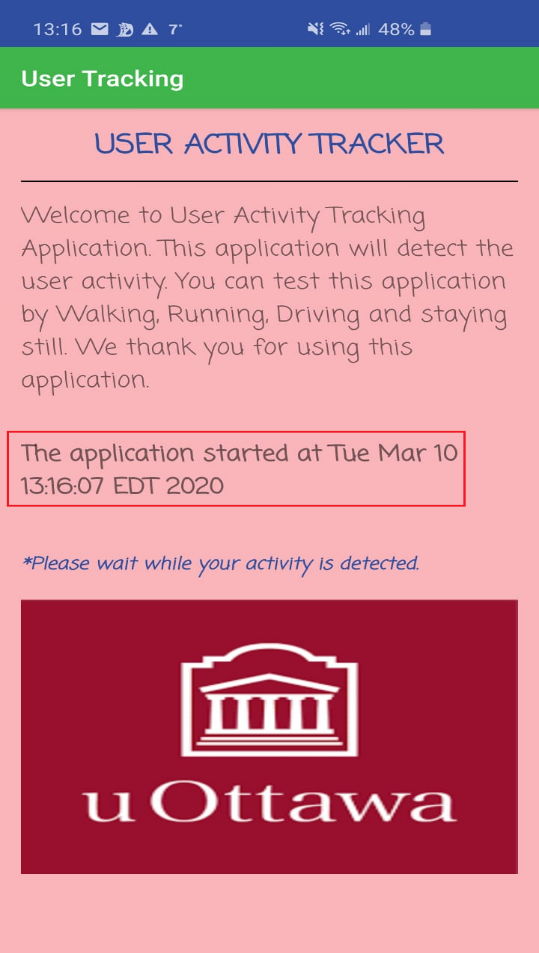 13:16 7° 48%
User Tracking
USER ACTIVITY TRACKER
Welcome to User Activity Tracking
Application. This application will detect the
user activity. You can test this application
by Walking, Running, Driving and staying
still. We thank you for using this
application.
The application started at Tue Mar 10
13:16:07 EDT 2020
*Please wait while your activity is detected.
uOttawa